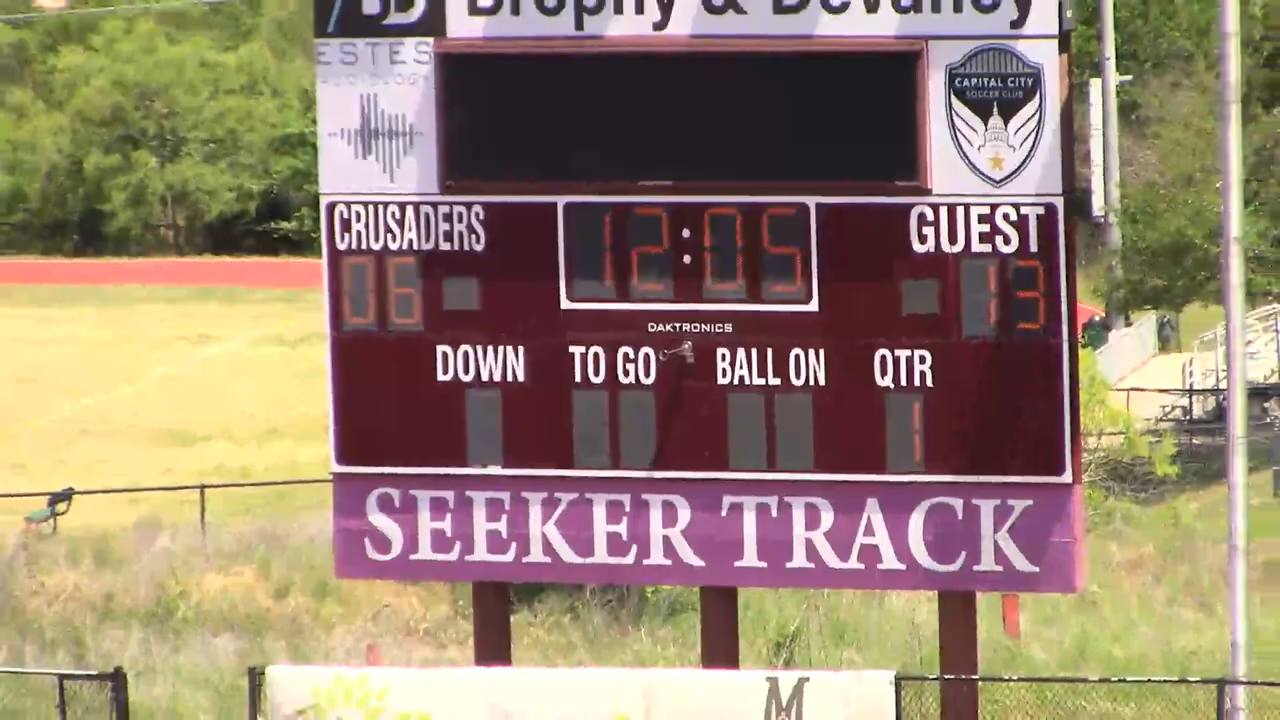 Brophy & Devaney
ESTES
AUDIOLOGY
CAPITAL CITY
SOCCER CLUB
CRUSADERS 12:05 GUEST
06 13
DAKTRONICS
DOWN TO GO BALL ON QTR
1
SEEKER TRACK
M